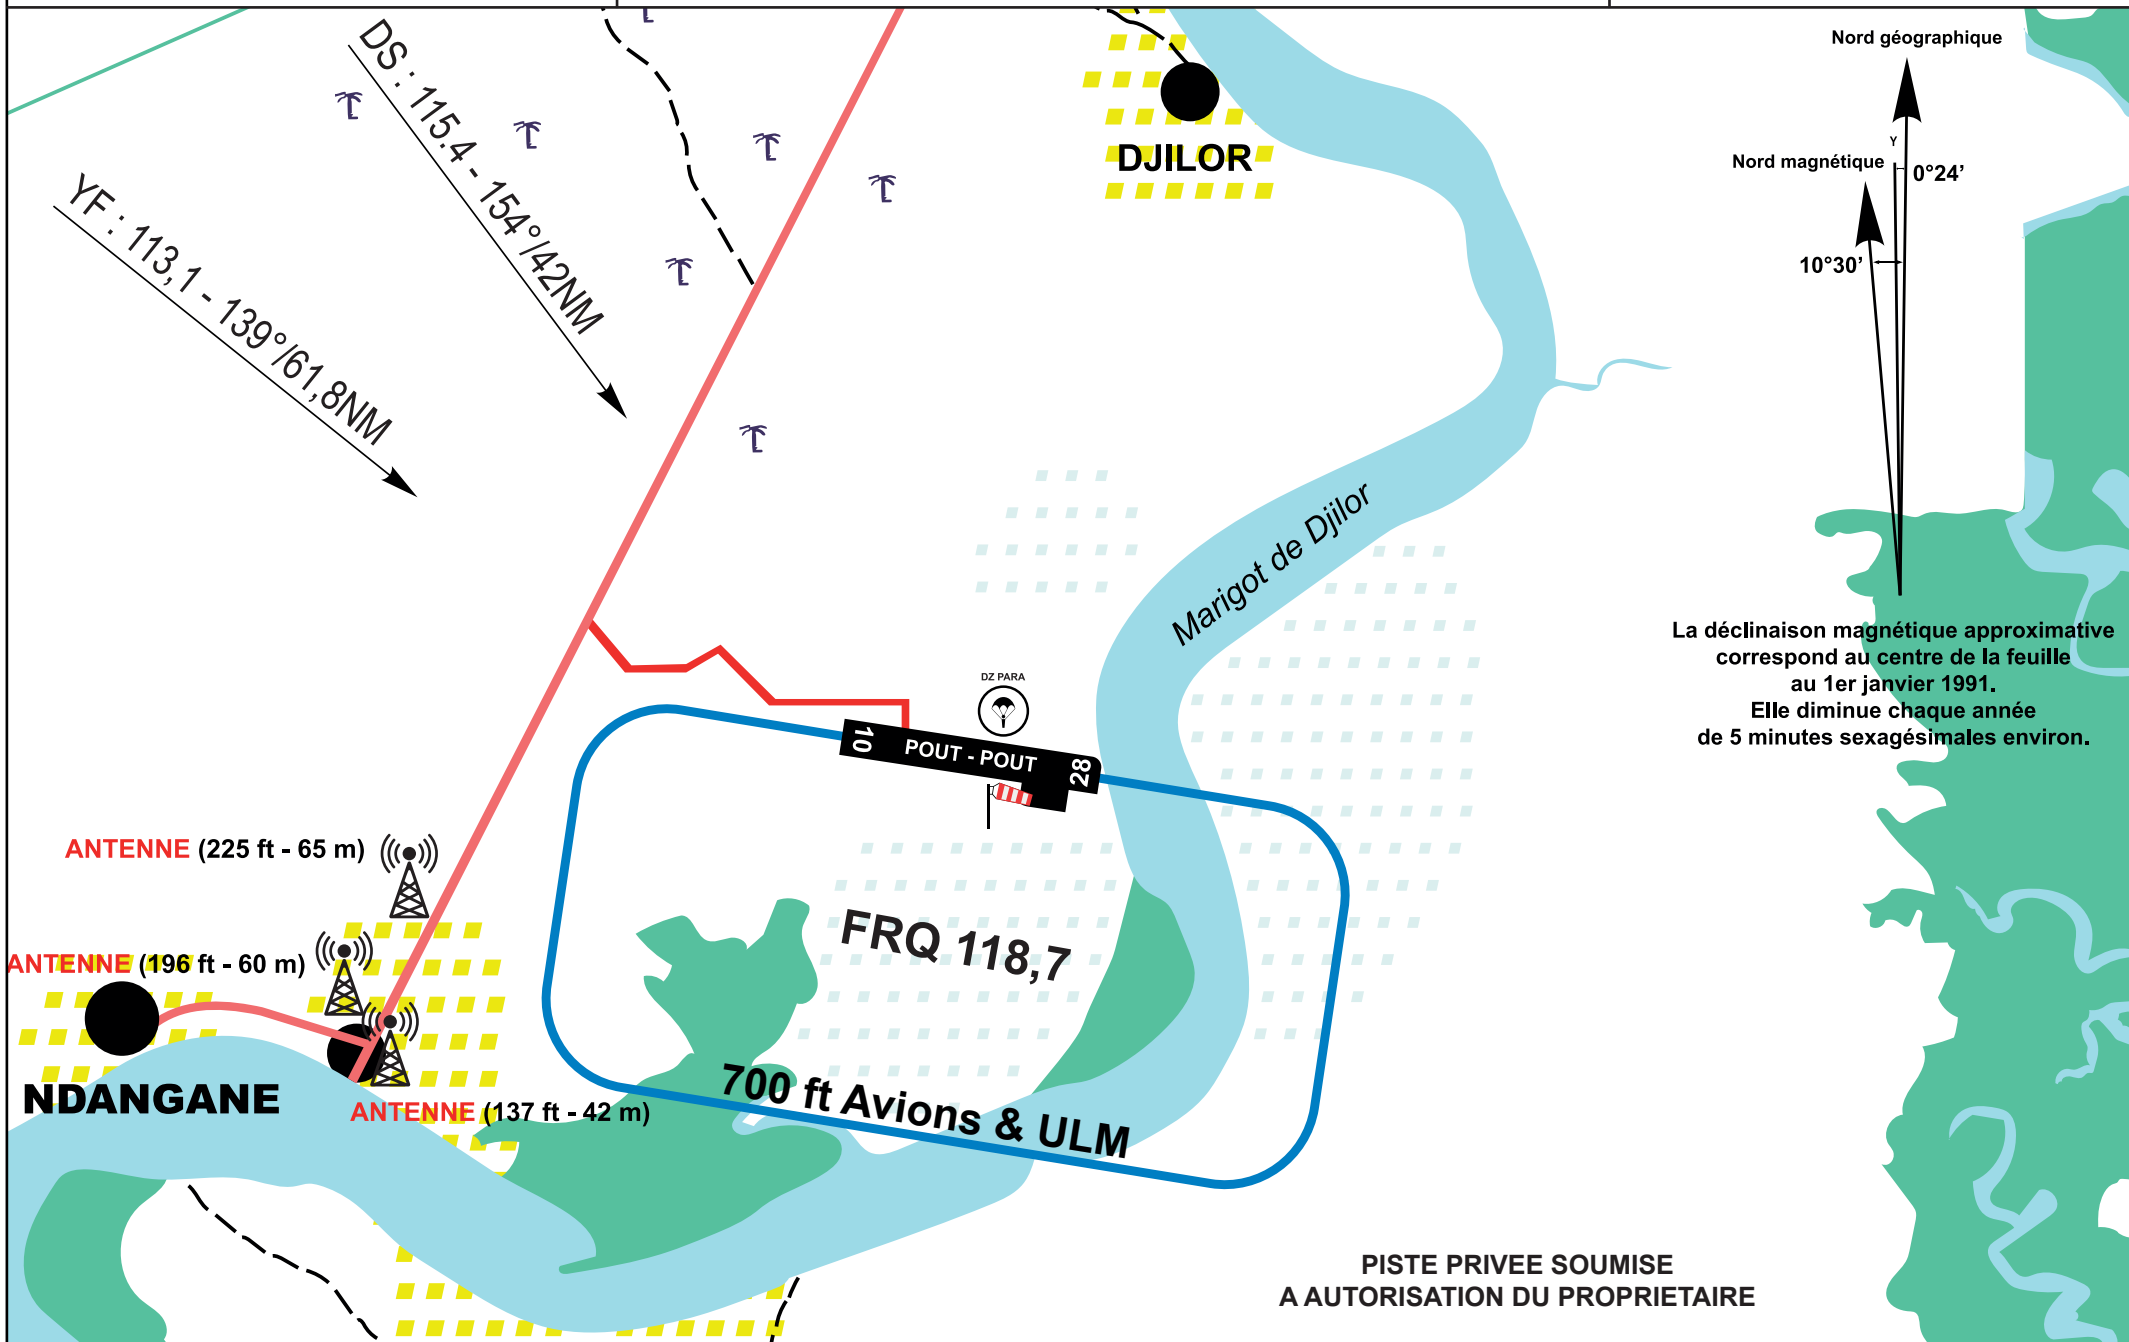 Nord géographique
Y
Nord magnétique
0°24'
10°30'
DS : 115.4 - 154°/42NM
YF : 113,1 - 139°/61,8NM
DJILOR
Marigot de Djilor
La déclinaison magnétique approximative
correspond au centre de la feuille
au 1er janvier 1991.
Elle diminue chaque année
de 5 minutes sexagésimales environ.
DZ PARA
10
POUT - POUT
28
ANTENNE (225 ft - 65 m)
FRQ 118,7
ANTENNE (196 ft - 60 m)
NDANGANE
ANTENNE (137 ft - 42 m)
700 ft Avions & ULM
PISTE PRIVEE SOUMISE
A AUTORISATION DU PROPRIETAIRE